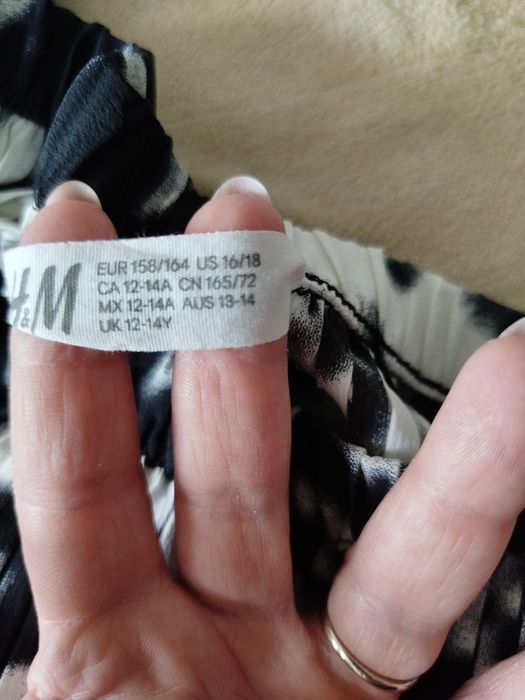 H&M
EUR 158/164 US 16/18
CA 12-14A CN 165/72
MX 12-14A AUS 13-14
UK 12-14Y